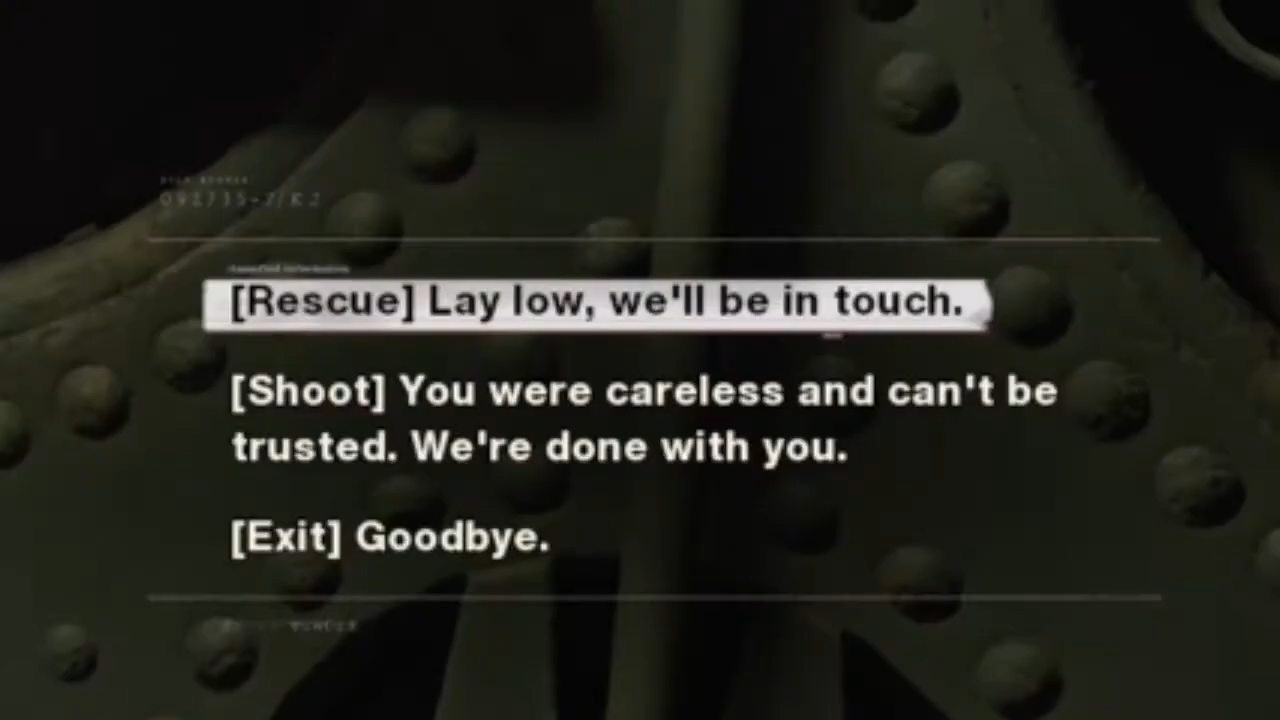 [Rescue] Lay low, we'll be in touch.
[Shoot] You were careless and can't be
trusted. We're done with you.
[Exit] Goodbye.